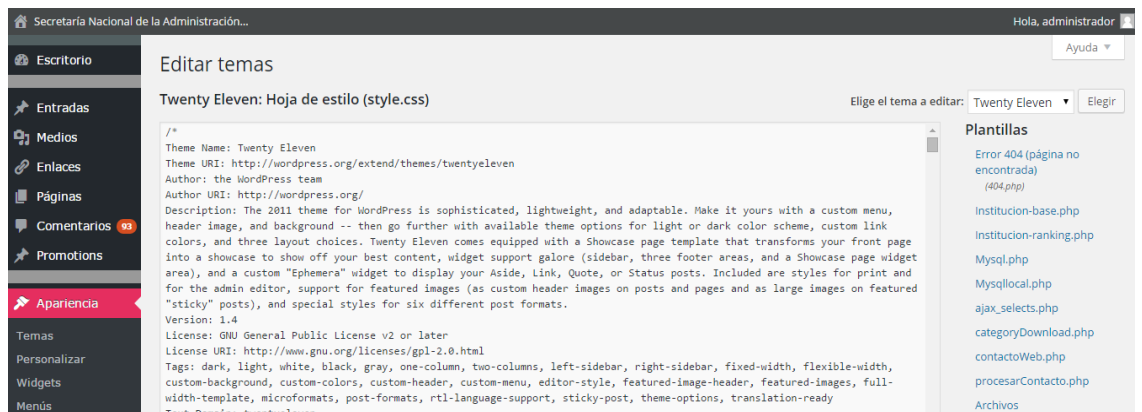 Secretaría Nacional de la Administración...
Hola, administrador
Ayuda ▼
Escritorio
Entradas
Medios
Enlaces
Páginas
Comentarios 93
Promotions
Apariencia
Temas
Personalizar
Widgets
Menús
Editar temas
Twenty Eleven: Hoja de estilo (style.css)
Elige el tema a editar: Twenty Eleven ▼ Elegir
/*
Theme Name: Twenty Eleven
Theme URI: http://wordpress.org/extend/themes/twentyeleven
Author: the WordPress team
Author URI: http://wordpress.org/
Description: The 2011 theme for WordPress is sophisticated, lightweight, and adaptable. Make it yours with a custom menu,
header image, and background -- then go further with available theme options for light or dark color scheme, custom link
colors, and three layout choices. Twenty Eleven comes equipped with a Showcase page template that transforms your front page
into a showcase to show off your best content, widget support galore (sidebar, three footer areas, and a Showcase page widget
area), and a custom "Ephemera" widget to display your Aside, Link, Quote, or Status posts. Included are styles for print and
for the admin editor, support for featured images (as custom header images on posts and pages and as large images on featured
"sticky" posts), and special styles for six different post formats.
Version: 1.4
License: GNU General Public License v2 or later
License URI: http://www.gnu.org/licenses/gpl-2.0.html
Tags: dark, light, white, black, gray, one-column, two-columns, left-sidebar, right-sidebar, fixed-width, flexible-width,
custom-background, custom-colors, custom-header, custom-menu, editor-style, featured-image-header, featured-images, full-
width-template, microformats, post-formats, rtl-language-support, sticky-post, theme-options, translation-ready
Plantillas
Error 404 (página no
encontrada)
(404.php)
Institucion-base.php
Institucion-ranking.php
Mysql.php
Mysqllocal.php
ajax_selects.php
categoryDownload.php
contactoWeb.php
procesarContacto.php
Archivos